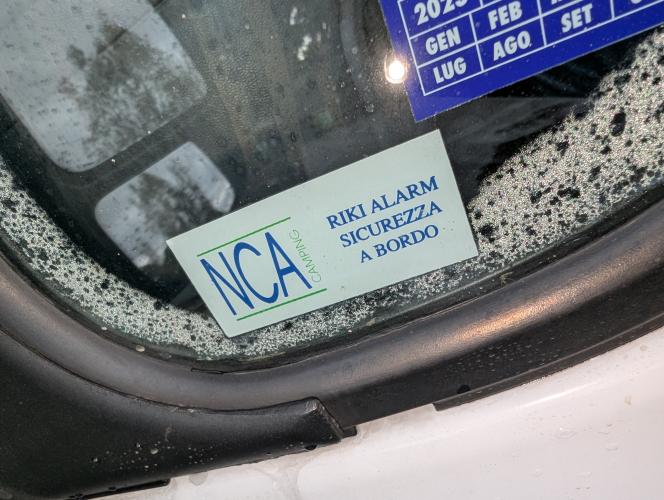 2025
GEN FEB
LUG AGO SET
NCA CAMPING
RIKI ALARM
SICUREZZA
A BORDO